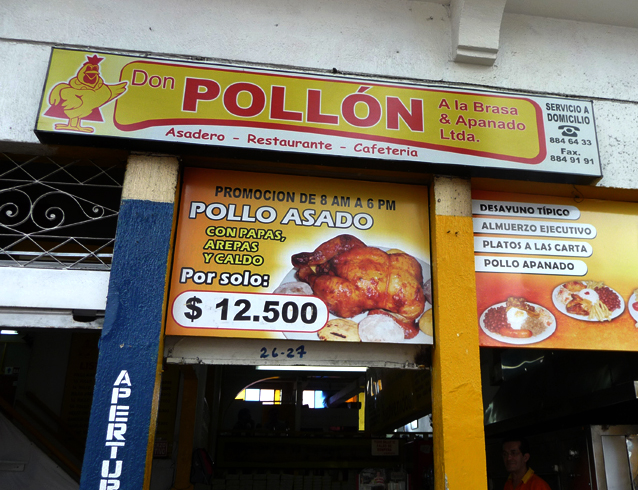 Don POLLÓN
A la Brasa
& Apanado
Ltda.
Asadero - Restaurante - Cafeteria
SERVICIO A
DOMICILIO
884 64 33
Fax.
884 91 91
PROMOCION DE 8 AM A 6 PM
POLLO ASADO
CON PAPAS,
AREPAS
Y CALDO
Por solo:
$ 12.500
26-27
DESAYUNO TÍPICO
ALMUERZO EJECUTIVO
PLATOS A LAS CARTA
POLLO APANADO
APERTUR